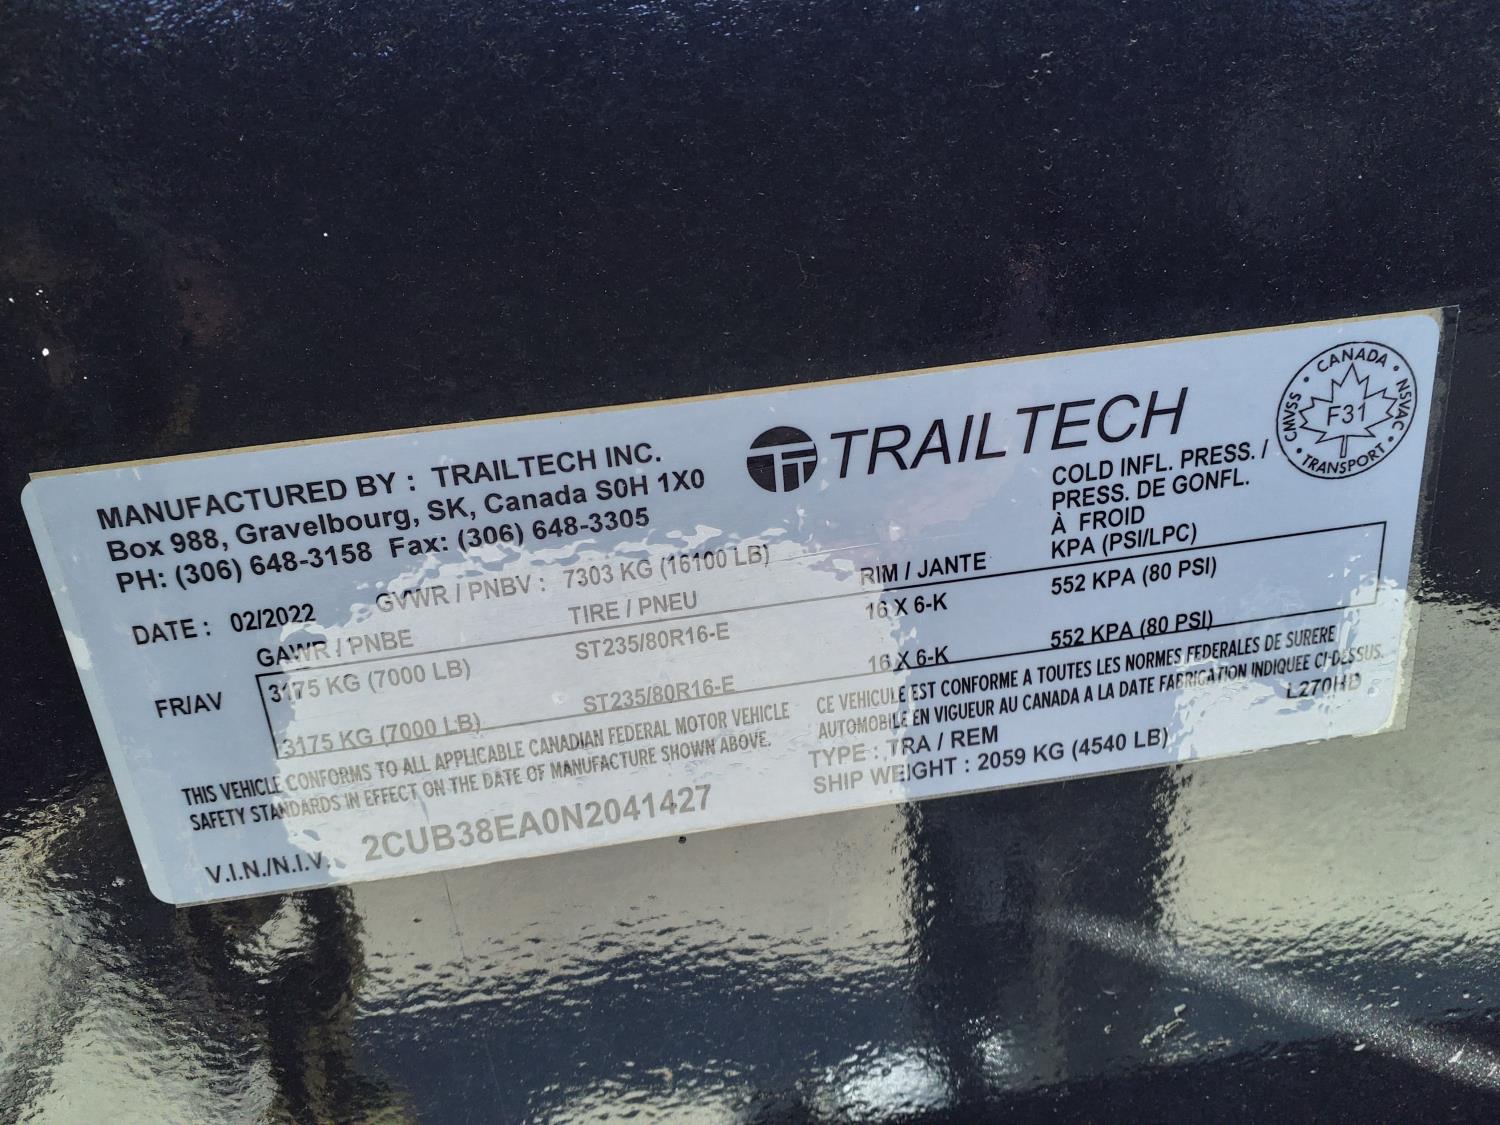 MANUFACTURED BY : TRAILTECH INC.
Box 988, Gravelbourg, SK, Canada S0H 1X0
PH: (306) 648-3158 Fax: (306) 648-3305
TRAILTECH
CANADA
CMVSS
NSVAC
F31
TRANSPORT
DATE : 02/2022 GVWR / PNBV : 7303 KG (16100 LB)
GAWR / PNBE TIRE / PNEU RIM / JANTE
COLD INFL. PRESS. /
PRESS. DE GONFL.
À FROID
KPA (PSI/LPC)
FR/AV 3175 KG (7000 LB) ST235/80R16-E 16 X 6-K 552 KPA (80 PSI)
3175 KG (7000 LB) ST235/80R16-E 16 X 6-K 552 KPA (80 PSI)
THIS VEHICLE CONFORMS TO ALL APPLICABLE CANADIAN FEDERAL MOTOR VEHICLE
SAFETY STANDARDS IN EFFECT ON THE DATE OF MANUFACTURE SHOWN ABOVE.
CE VEHICULE EST CONFORME A TOUTES LES NORMES FEDERALES DE SURERE
AUTOMOBILE EN VIGUEUR AU CANADA A LA DATE FABRIGATION INDIQUEE CI-DESSUS.
TYPE : TRA / REM L270HD
SHIP WEIGHT : 2059 KG (4540 LB)
V.I.N./N.I.V. 2CUB38EA0N2041427